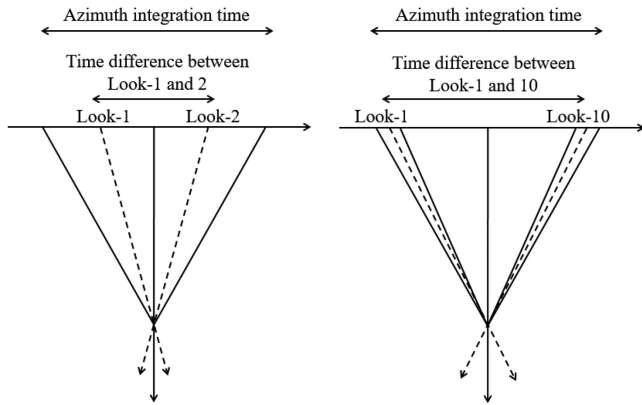 Azimuth integration time
Time difference between
Look-1 and 2
Look-1
Look-2
Azimuth integration time
Time difference between
Look-1 and 10
Look-1
Look-10